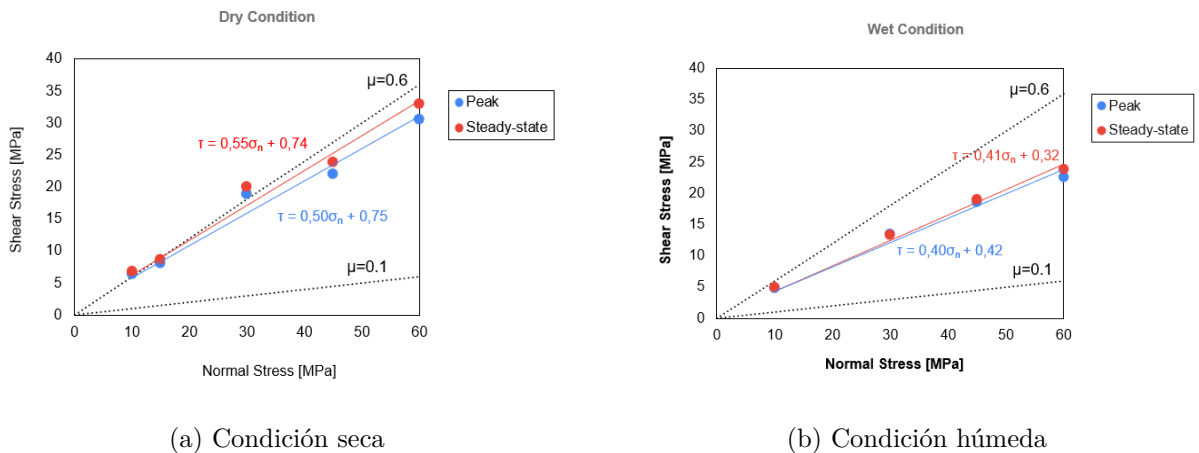 Dry Condition
40
35
30
25
20
15
10
5
0
Shear Stress [MPa]
μ=0.6
τ = 0,55σn + 0,74
τ = 0,50σn + 0,75
μ=0.1
0 10 20 30 40 50 60
Normal Stress [MPa]
Peak
Steady-state
(a) Condición seca
Wet Condition
40
35
30
25
20
15
10
5
0
Shear Stress [MPa]
μ=0.6
τ = 0,41σn + 0,32
τ = 0,40σn + 0,42
μ=0.1
0 10 20 30 40 50 60
Normal Stress [MPa]
Peak
Steady-state
(b) Condición húmeda